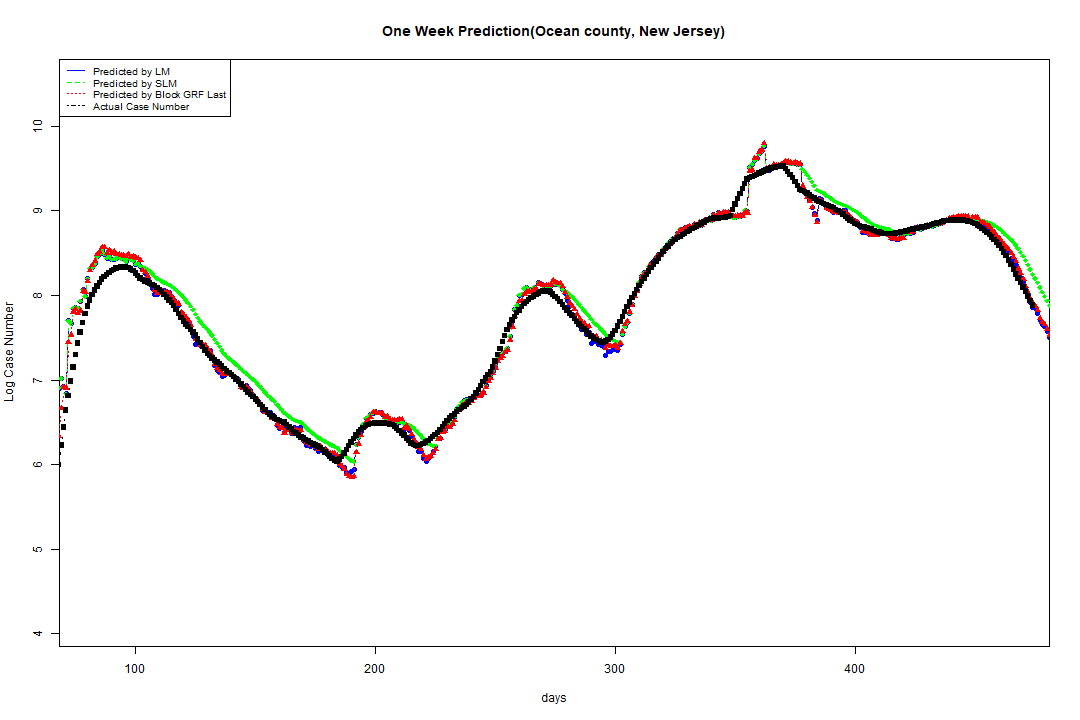 One Week Prediction(Ocean county, New Jersey)
Predicted by LM
Predicted by SLM
Predicted by Block GRF Last
Actual Case Number
Log Case Number
10
9
8
7
6
5
4
100 200 300 400
days